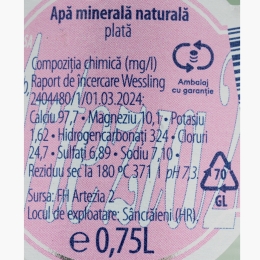 Apă minerală naturală
plată
Compoziția chimică (mg/l)
Raport de încercare Wessling
2404480/1/01.03.2024:
Calciu 97,7 • Magneziu 10,1 • Potasiu
1,62 • Hidrogencarbonați 324 • Cloruri
24,7 • Sulfați 6,89 • Sodiu 7,10 •
Reziduu sec la 180 °C 371 | pH 7,3.
Sursa: FH Artezia 2
Locul de exploatare: Sâncrăieni (HR).
℮ 0,75L
Ambalaj
cu garanție
70
GL